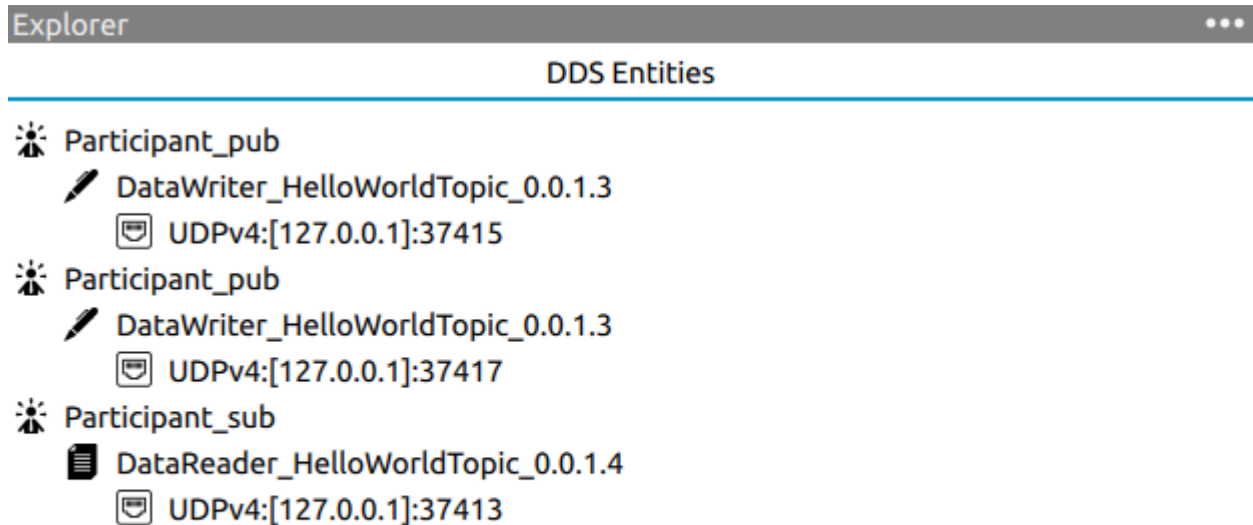 Explorer
DDS Entities
Participant_pub
DataWriter_HelloWorldTopic_0.0.1.3
UDPv4:[127.0.0.1]:37415
Participant_pub
DataWriter_HelloWorldTopic_0.0.1.3
UDPv4:[127.0.0.1]:37417
Participant_sub
DataReader_HelloWorldTopic_0.0.1.4
UDPv4:[127.0.0.1]:37413